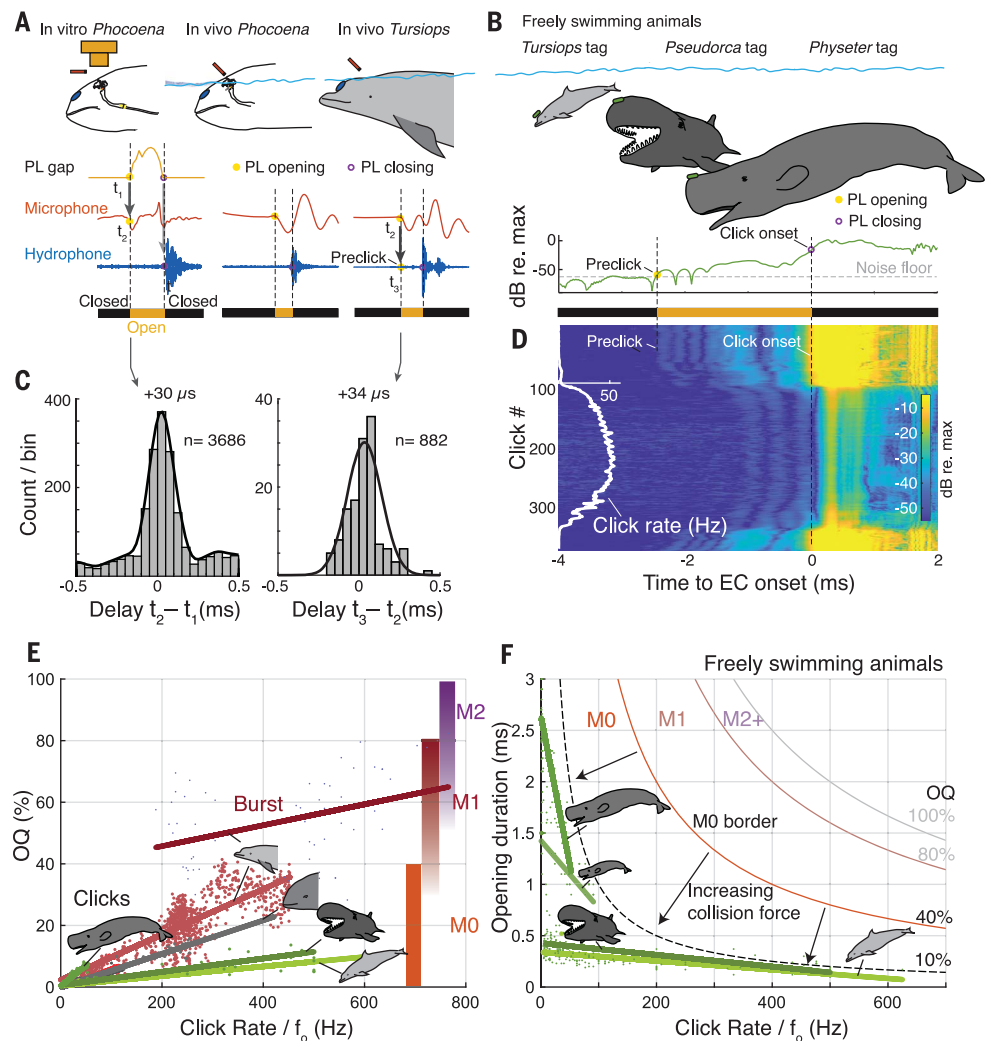 A
In vitro Phocoena
In vivo Phocoena
In vivo Tursiops
PL gap
t1
PL opening
PL closing
Microphone
t2
t2
Hydrophone
Preclick
t3
Closed
Closed
Open
B
Freely swimming animals
Tursiops tag
Pseudorca tag
Physeter tag
PL opening
PL closing
Click onset
dB re. max
0
-50
Preclick
Noise floor
C
+30 µs
+34 µs
400
200
0
40
20
0
n= 3686
n= 882
Count / bin
-0.5
0
0.5
-0.5
0
0.5
Delay t2– t1(ms)
Delay t3– t2(ms)
D
Preclick
Click onset
50
100
200
300
Click #
Click rate (Hz)
-10
-20
-30
-40
-50
dB re. max
-4
-2
0
2
Time to EC onset (ms)
E
100
80
60
40
20
0
OQ (%)
Burst
Clicks
M2
M1
M0
0
200
400
600
800
Click Rate / fo (Hz)
F
Freely swimming animals
3
2.5
2
1.5
1
0.5
0
Opening duration (ms)
M0
M1
M2+
OQ
100%
80%
M0 border
Increasing
collision force
40%
10%
0
200
400
600
Click Rate / fo (Hz)